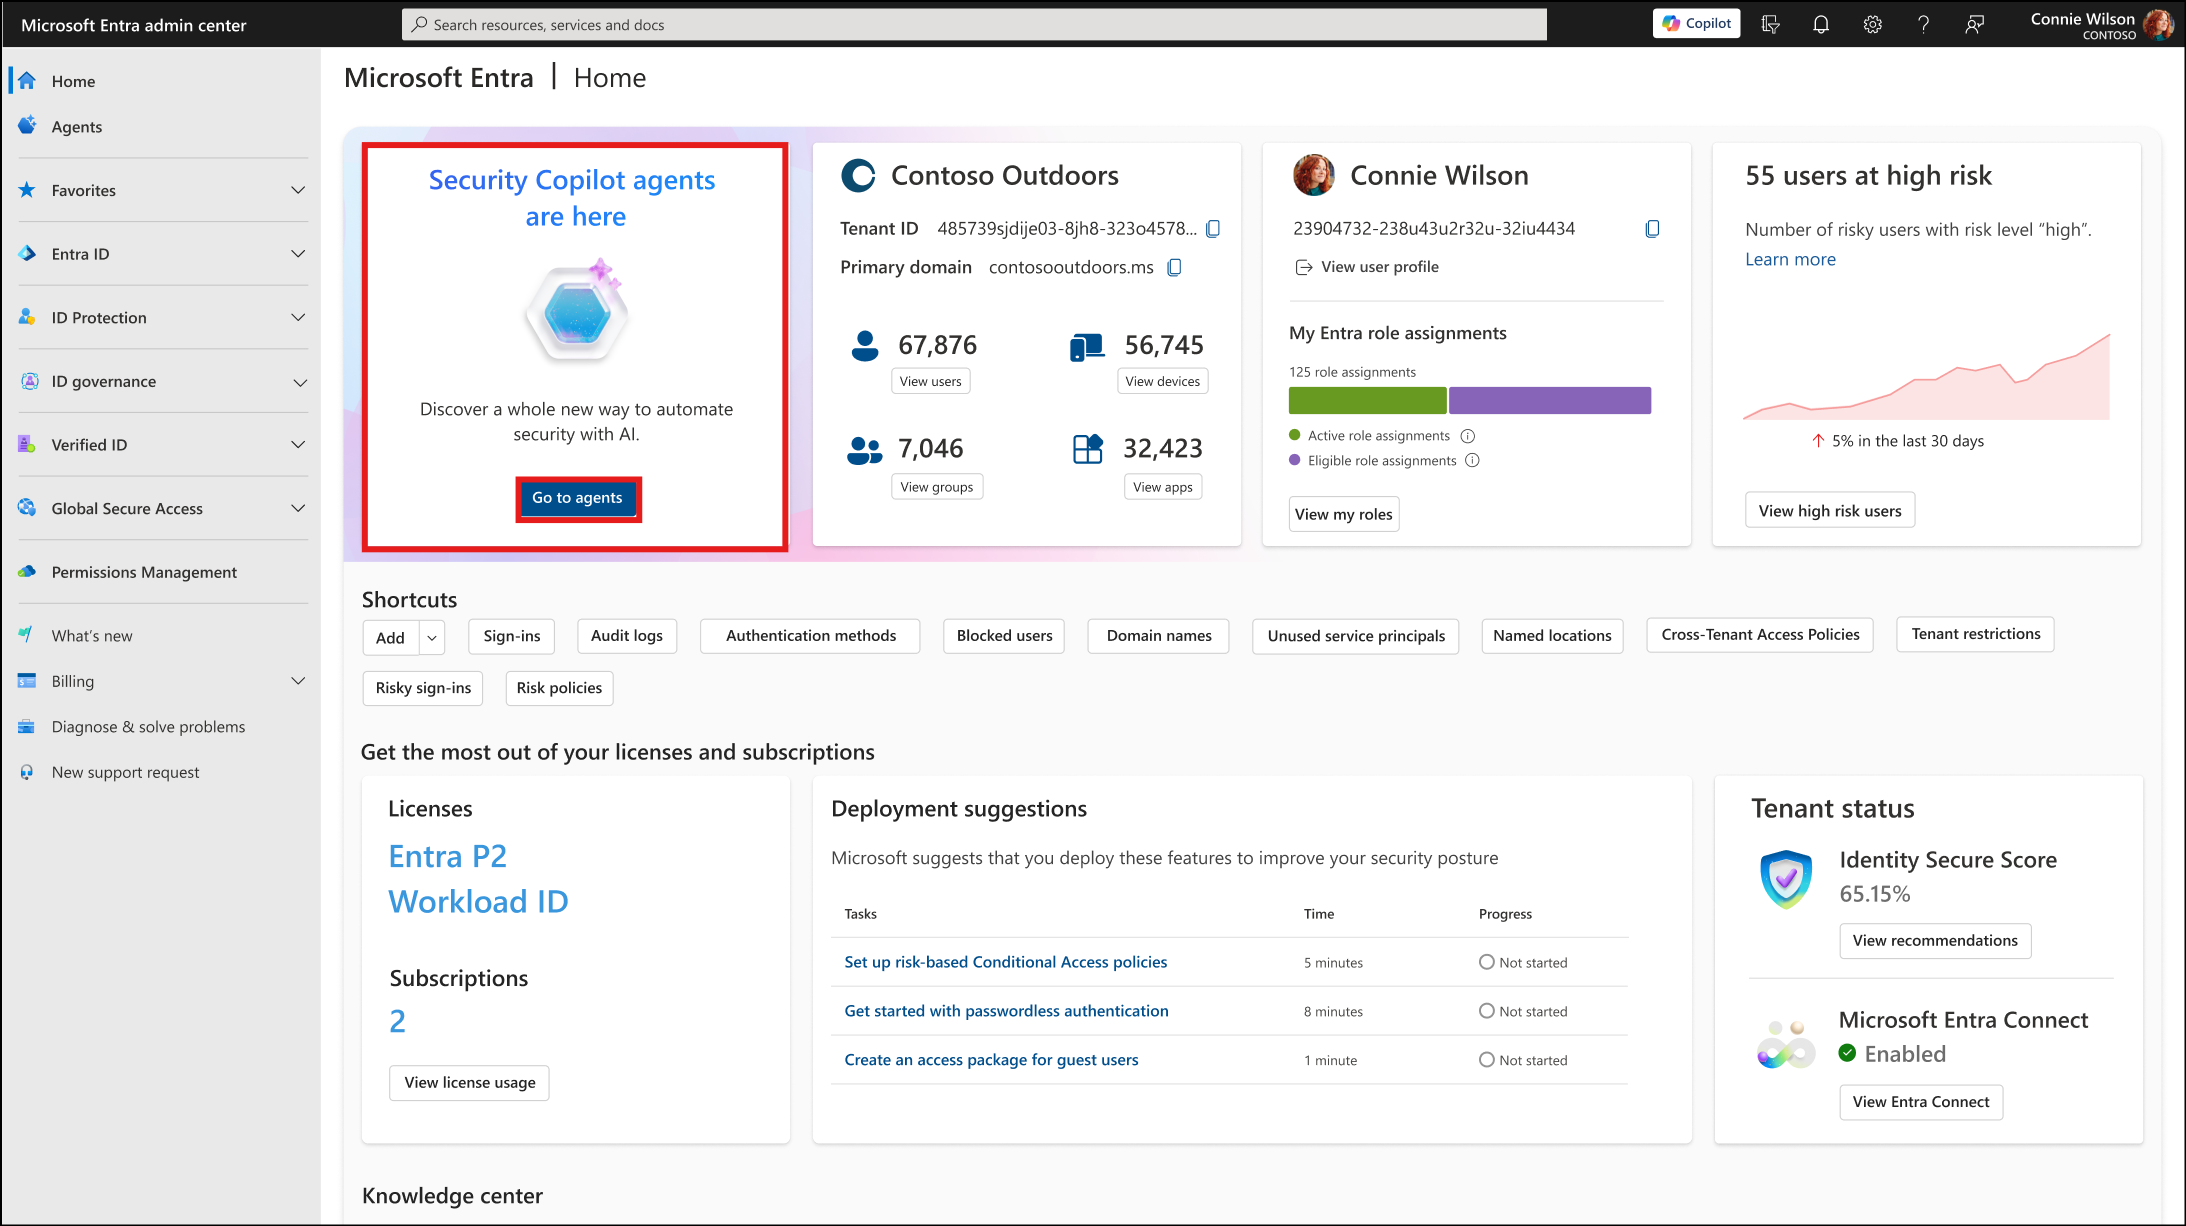 Microsoft Entra admin center
Search resources, services and docs
Copilot
Connie Wilson
CONTOSO
Home
Agents
Favorites
Entra ID
ID Protection
ID governance
Verified ID
Global Secure Access
Permissions Management
What's new
Billing
Diagnose & solve problems
New support request
Microsoft Entra | Home
Security Copilot agents
are here
Discover a whole new way to automate
security with AI.
Go to agents
Contoso Outdoors
Tenant ID 485739sjdije03-8jh8-323o4578...
Primary domain contosooutdoors.ms
67,876
View users
56,745
View devices
7,046
View groups
32,423
View apps
Connie Wilson
23904732-238u43u2r32u-32iu4434
View user profile
My Entra role assignments
125 role assignments
Active role assignments
Eligible role assignments
View my roles
55 users at high risk
Number of risky users with risk level “high”.
Learn more
5% in the last 30 days
View high risk users
Shortcuts
Add
Sign-ins
Audit logs
Authentication methods
Blocked users
Domain names
Unused service principals
Named locations
Cross-Tenant Access Policies
Tenant restrictions
Risky sign-ins
Risk policies
Get the most out of your licenses and subscriptions
Licenses
Entra P2
Workload ID
Subscriptions
2
View license usage
Deployment suggestions
Microsoft suggests that you deploy these features to improve your security posture
Tasks Time Progress
Set up risk-based Conditional Access policies 5 minutes Not started
Get started with passwordless authentication 8 minutes Not started
Create an access package for guest users 1 minute Not started
Tenant status
Identity Secure Score
65.15%
View recommendations
Microsoft Entra Connect
Enabled
View Entra Connect
Knowledge center